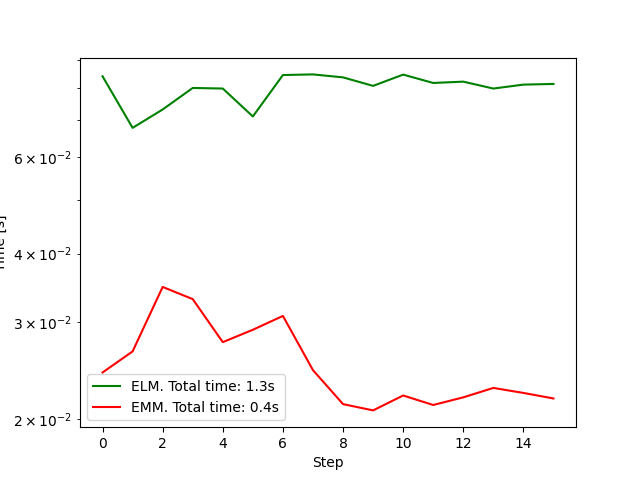 6 × 10⁻²
4 × 10⁻²
3 × 10⁻²
2 × 10⁻²
ELM. Total time: 1.3s
EMM. Total time: 0.4s
0 2 4 6 8 10 12 14
Step